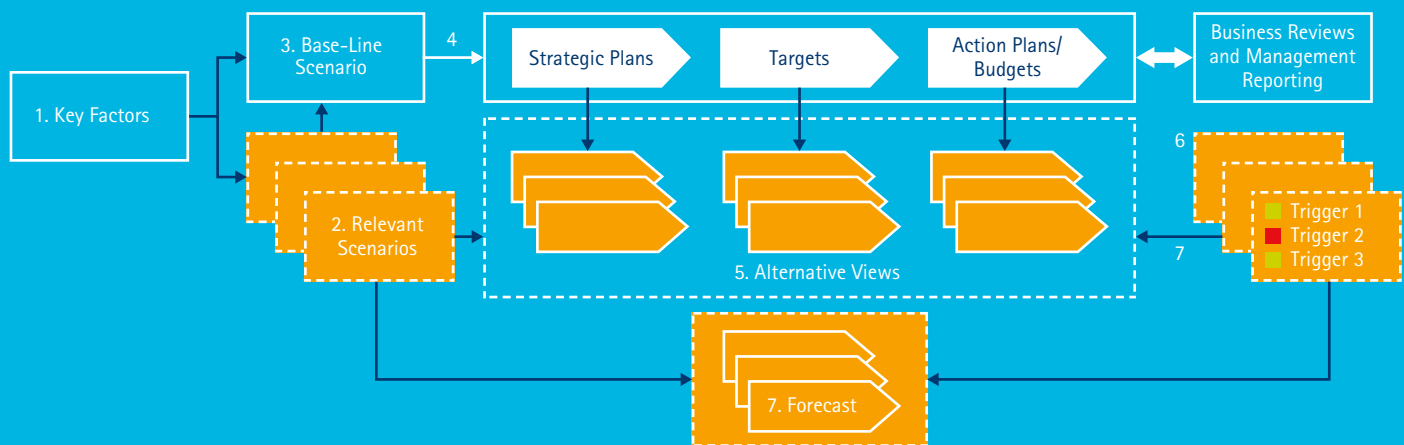 1. Key Factors
3. Base-Line
Scenario
4
Strategic Plans
Targets
Action Plans/
Budgets
Business Reviews
and Management
Reporting
2. Relevant
Scenarios
5. Alternative Views
6
Trigger 1
Trigger 2
Trigger 3
7
7. Forecast